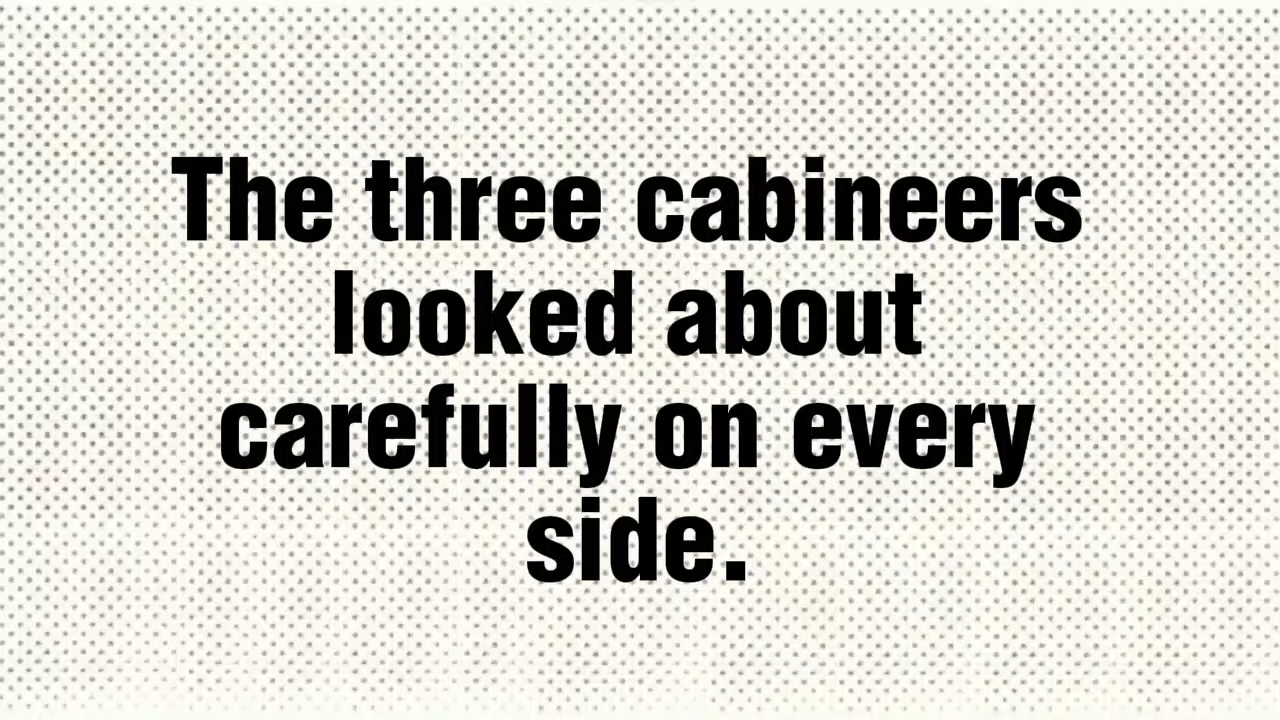 The three cabineers
looked about
carefully on every
side.